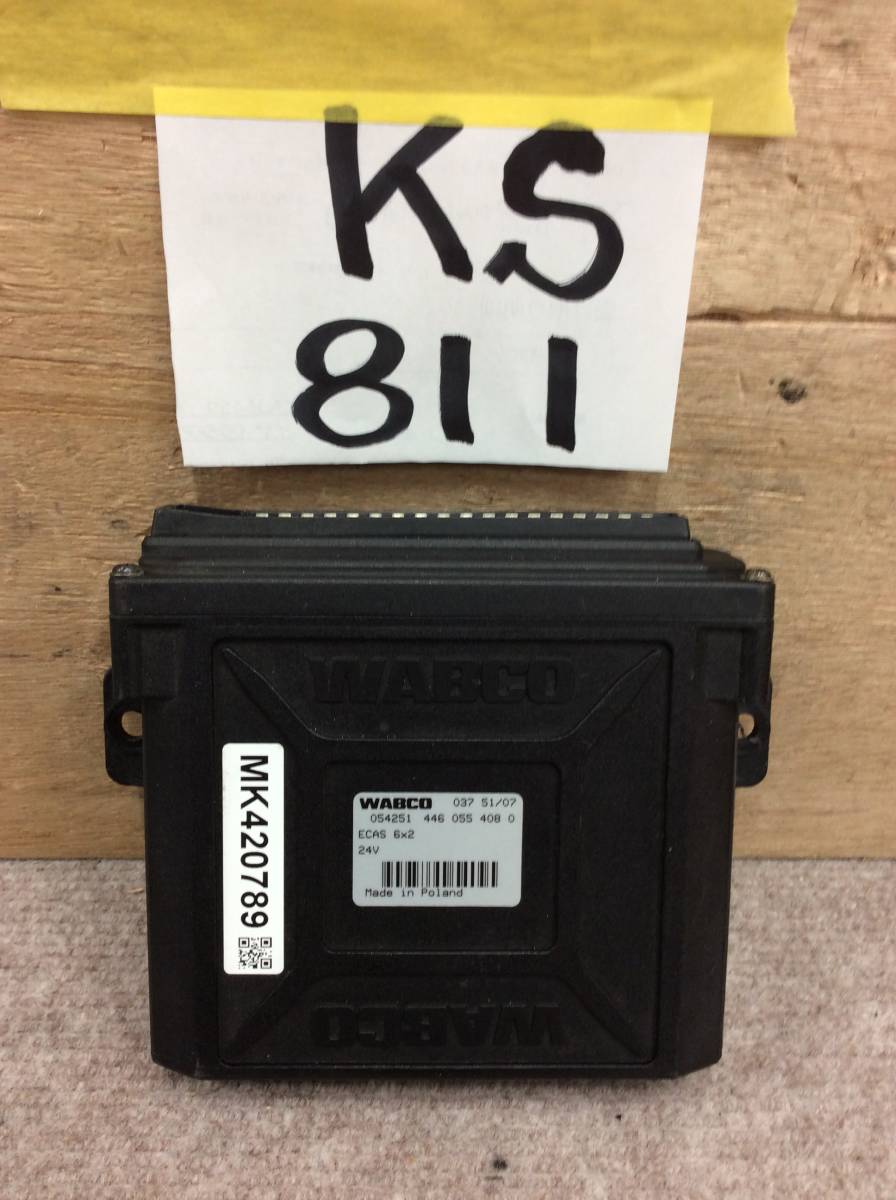 KS
811
WABCO
MK420789
WABCO 037 51/07
054251 446 055 408 0
ECAS 6x2
24V
Made in Poland
WABCO